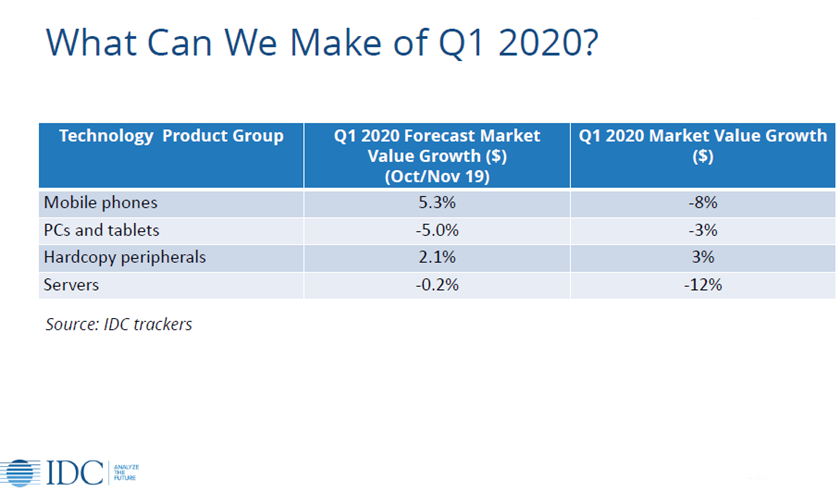 What Can We Make of Q1 2020?
Technology Product Group
Q1 2020 Forecast Market
Value Growth ($)
(Oct/Nov 19)
Q1 2020 Market Value Growth
($)
Mobile phones 5.3% -8%
PCs and tablets -5.0% -3%
Hardcopy peripherals 2.1% 3%
Servers -0.2% -12%
Source: IDC trackers
IDC
ANALYZE
THE
FUTURE